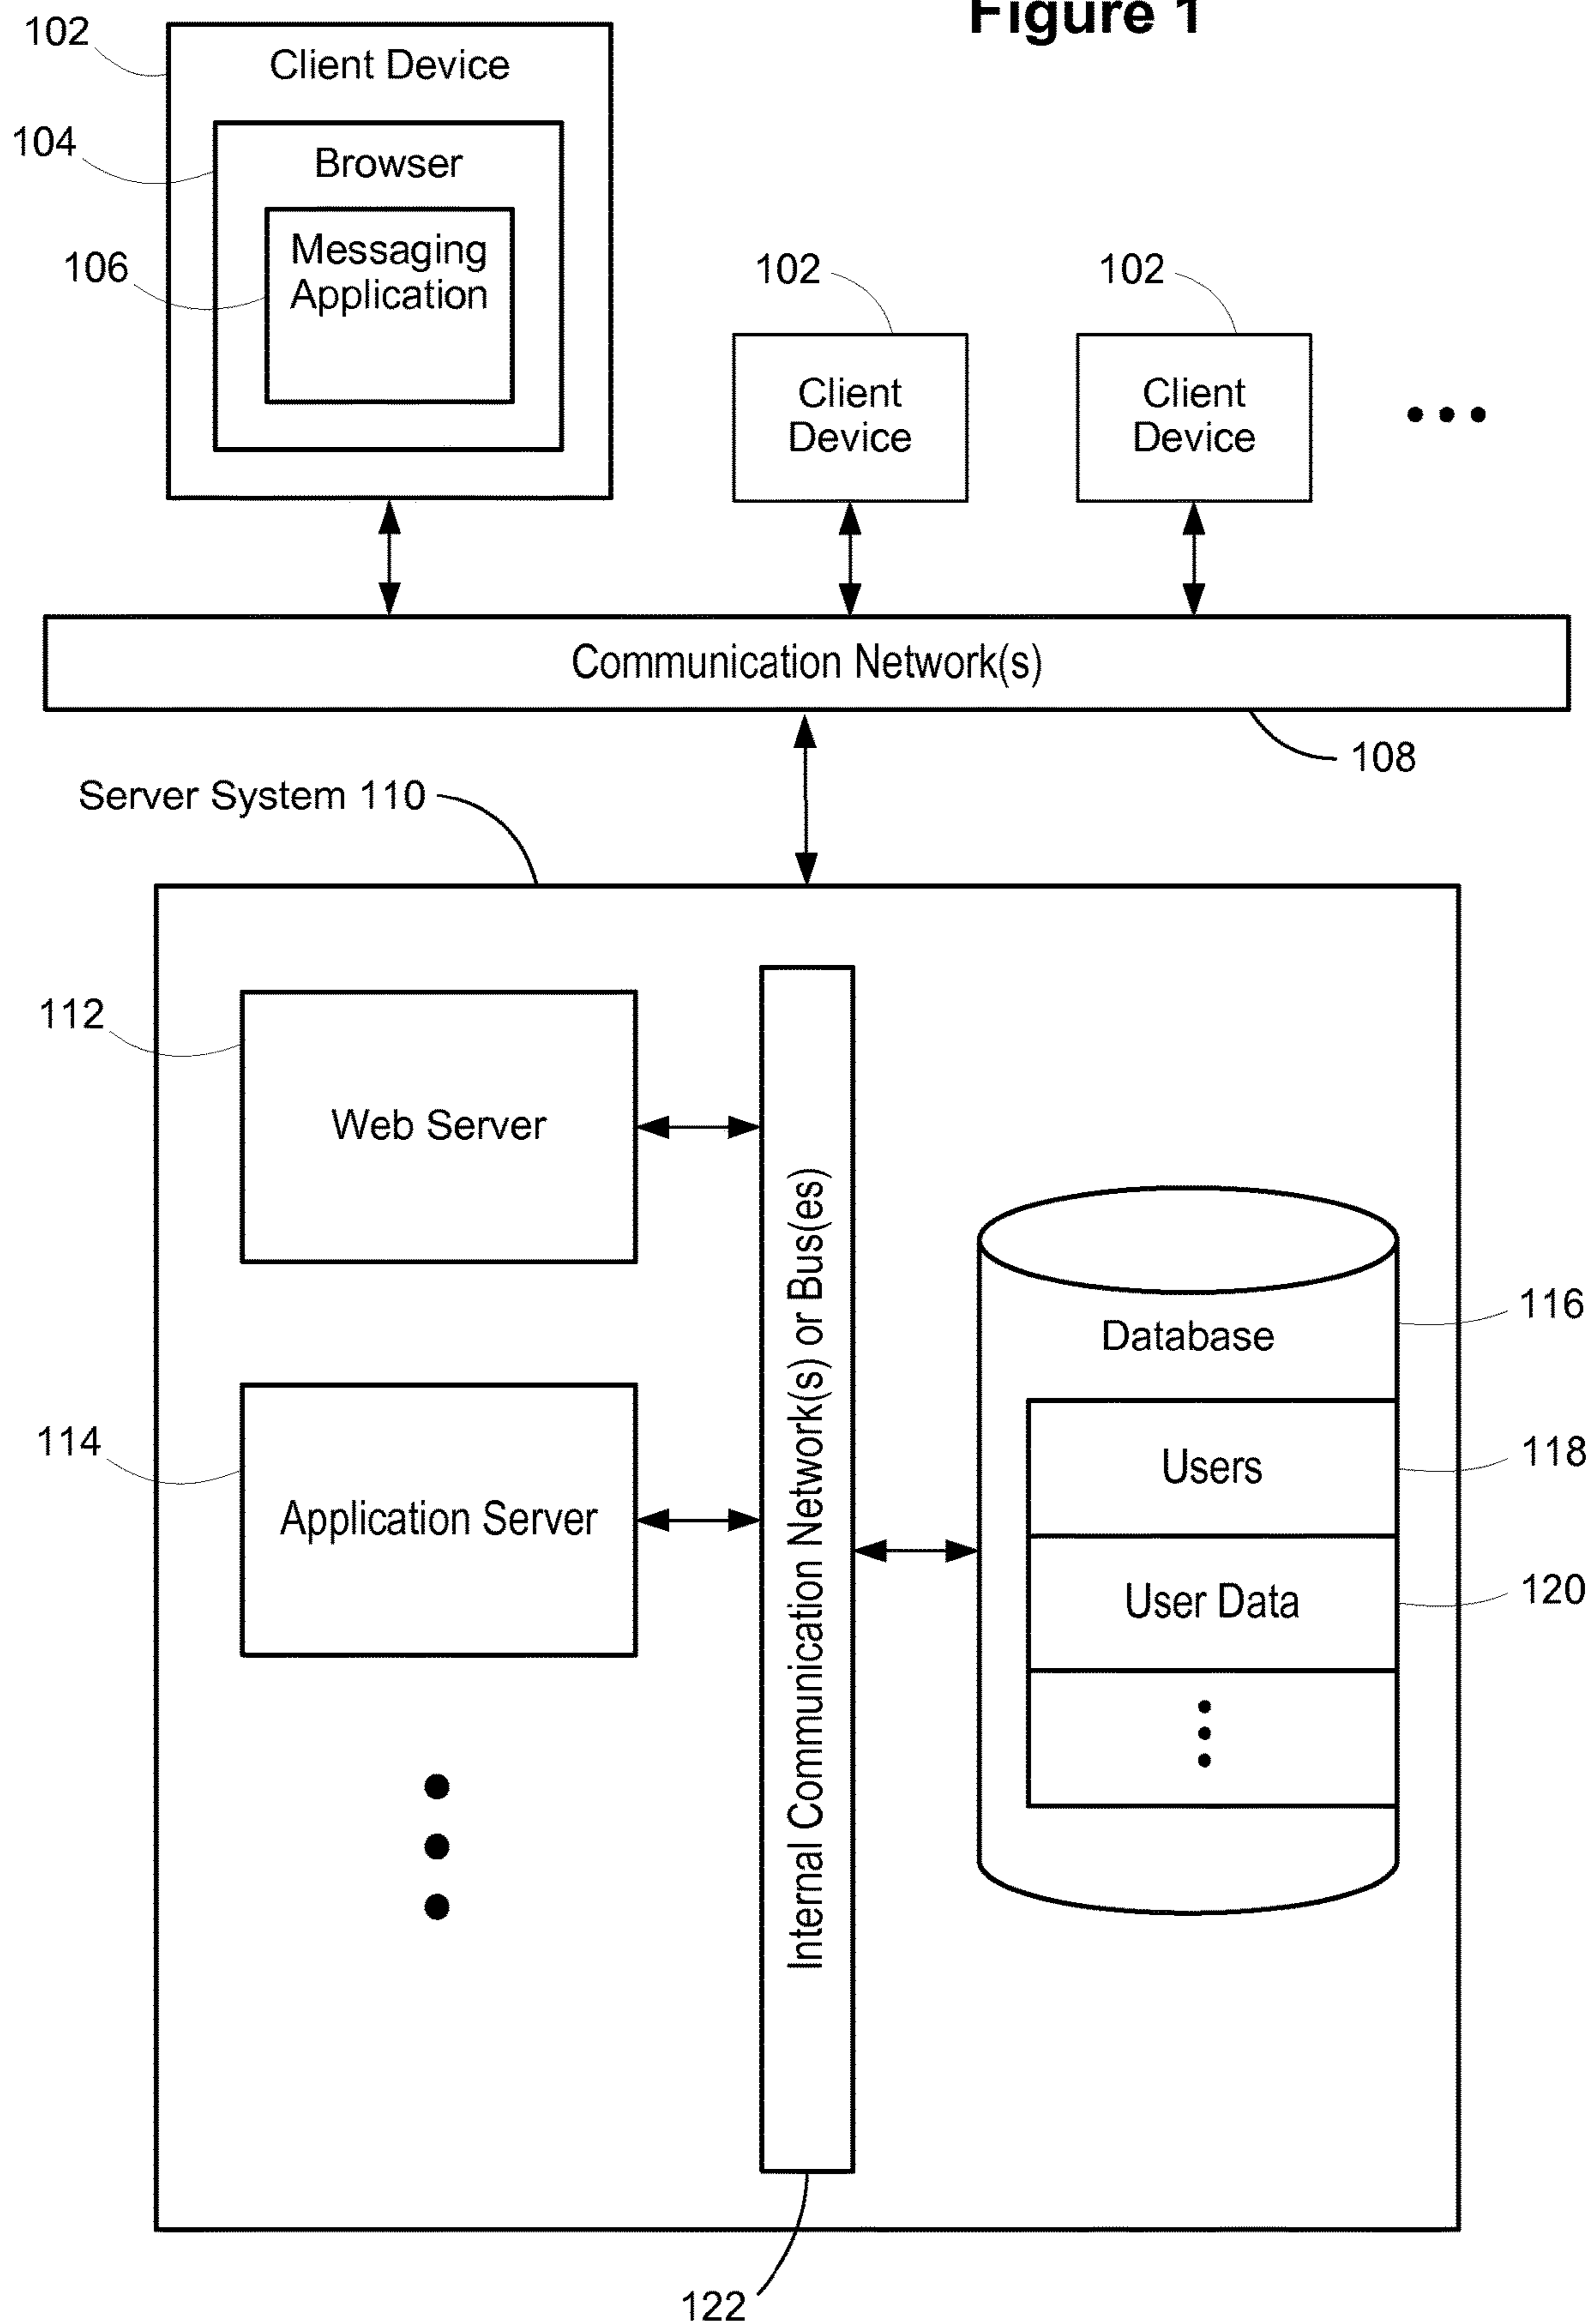 Figure 1
102
Client Device
104
Browser
106
Messaging
Application
102
102
Client
Device
Client
Device
Communication Network(s)
108
Server System 110
112
Web Server
Internal Communication Network(s) or Bus(es)
116
Database
114
Application Server
Users
118
User Data
120
122